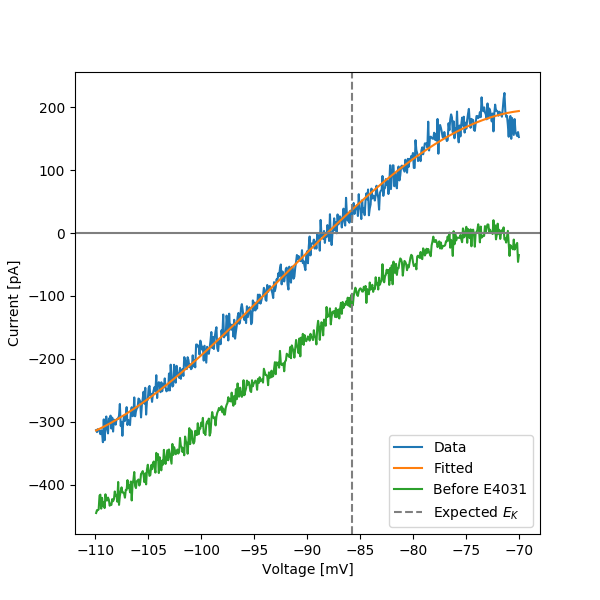 200
100
0
−100
−200
−300
−400
Current [pA]
−110
−105
−100
−95
−90
−85
−80
−75
−70
Voltage [mV]
Data
Fitted
Before E4031
Expected E_K